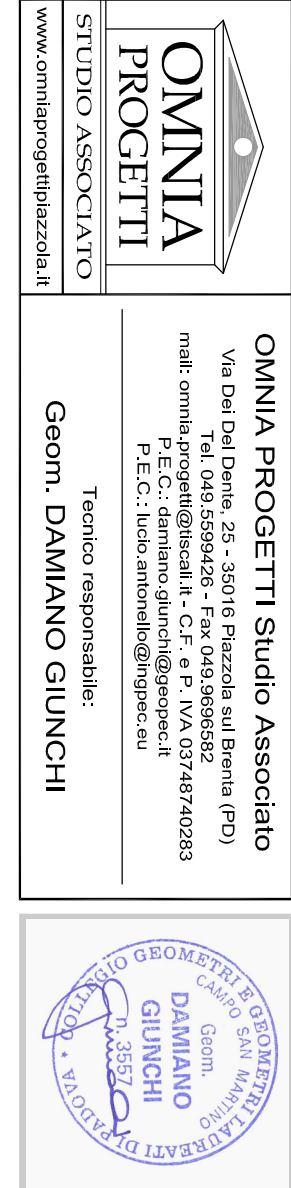 OMNIA
PROGETTI
STUDIO ASSOCIATO
www.omniaprogettipiazzola.it
OMNIA PROGETTI Studio Associato
Via Dei Del Dente, 25 - 35016 Piazzola sul Brenta (PD)
Tel. 049.5599426 - Fax 049.9696582
mail: omnia.progetti@tiscali.it - C.F. e P. IVA 03748740283
P.E.C.: damiano.giunchi@geopec.it
P.E.C.: lucio.antonello@ingpec.eu
Tecnico responsabile:
Geom. DAMIANO GIUNCHI
COLLEGIO GEOMETRI E GEOMETRI LAUREATI DI PADOVA
CAMPO SAN MARTINO
Geom.
DAMIANO
GIUNCHI
n. 3557